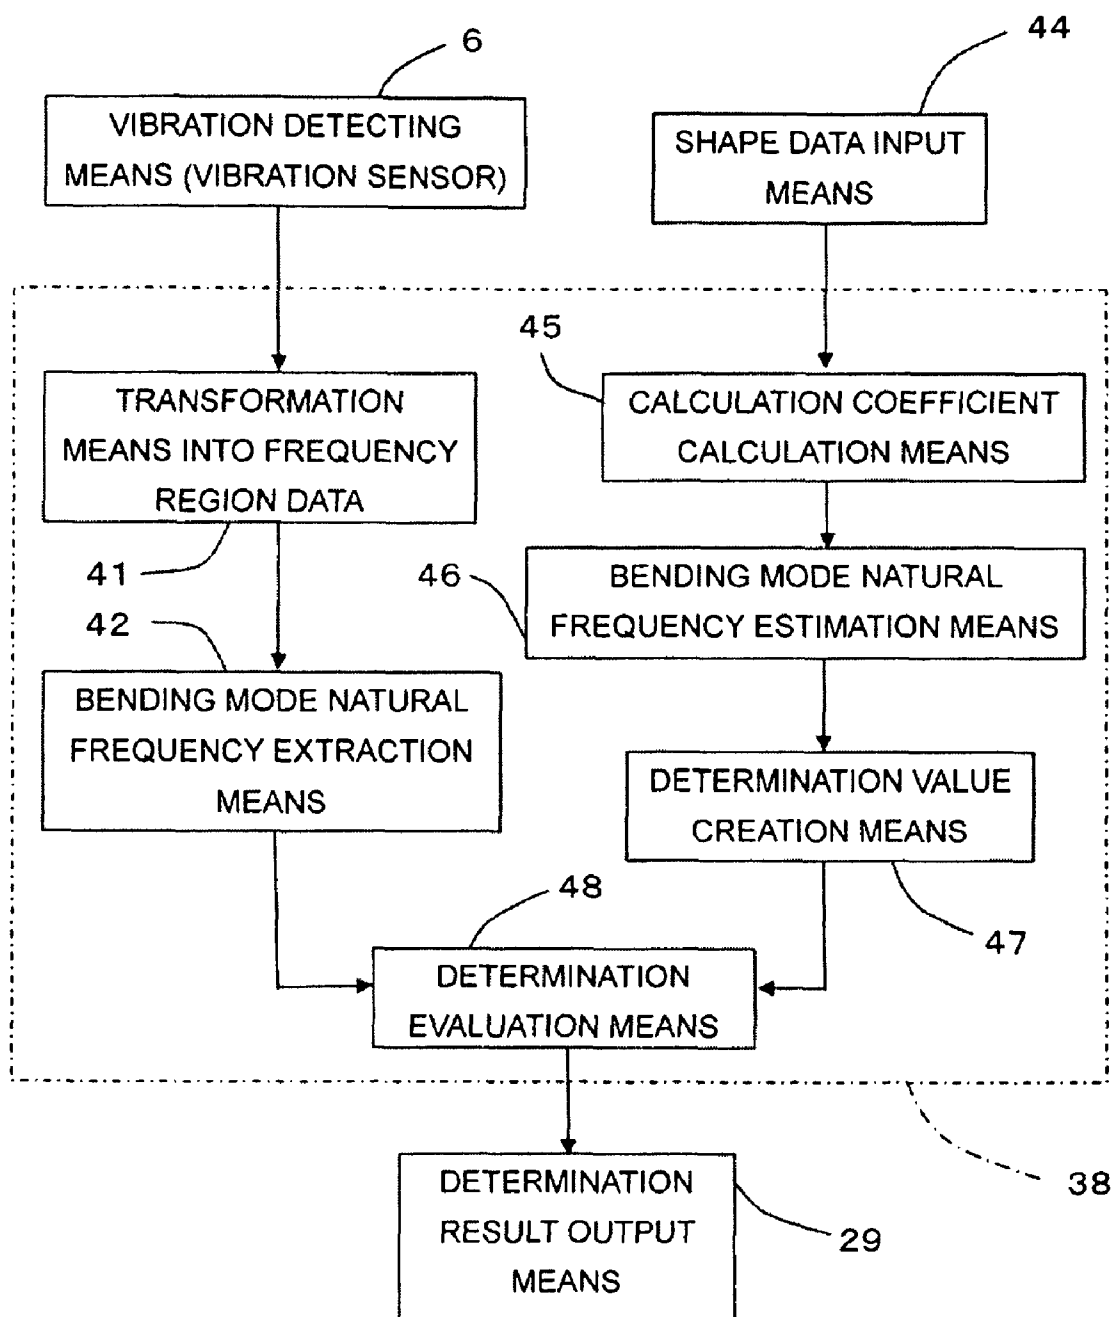 6
44
VIBRATION DETECTING
MEANS (VIBRATION SENSOR)
SHAPE DATA INPUT
MEANS
45
TRANSFORMATION
MEANS INTO FREQUENCY
REGION DATA
CALCULATION COEFFICIENT
CALCULATION MEANS
41
46
BENDING MODE NATURAL
FREQUENCY ESTIMATION MEANS
42
BENDING MODE NATURAL
FREQUENCY EXTRACTION
MEANS
DETERMINATION VALUE
CREATION MEANS
48
47
DETERMINATION
EVALUATION MEANS
38
DETERMINATION
RESULT OUTPUT
MEANS
29